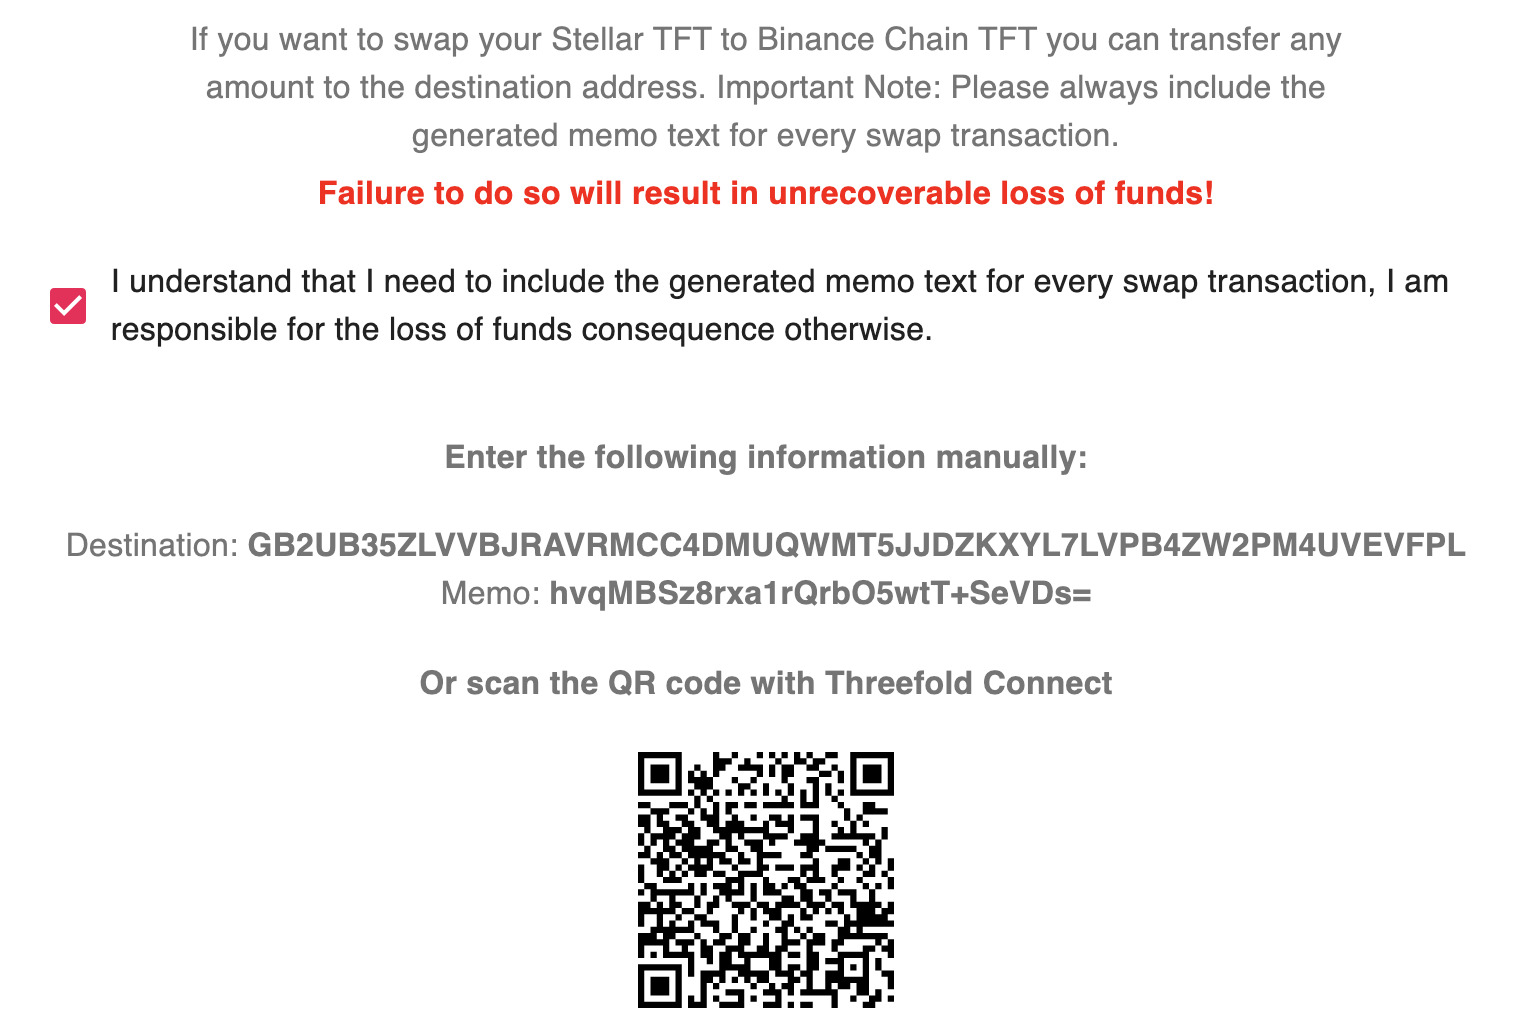 If you want to swap your Stellar TFT to Binance Chain TFT you can transfer any
amount to the destination address. Important Note: Please always include the
generated memo text for every swap transaction.
Failure to do so will result in unrecoverable loss of funds!
I understand that I need to include the generated memo text for every swap transaction, I am
responsible for the loss of funds consequence otherwise.
Enter the following information manually:
Destination: GB2UB35ZLVVBJRAVRMCC4DMUQWMT5JJDZKXYL7LVPB4ZW2PM4UVEVFPL
Memo: hvqMBSz8rxa1rQrbO5wtT+SeVDs=
Or scan the QR code with Threefold Connect